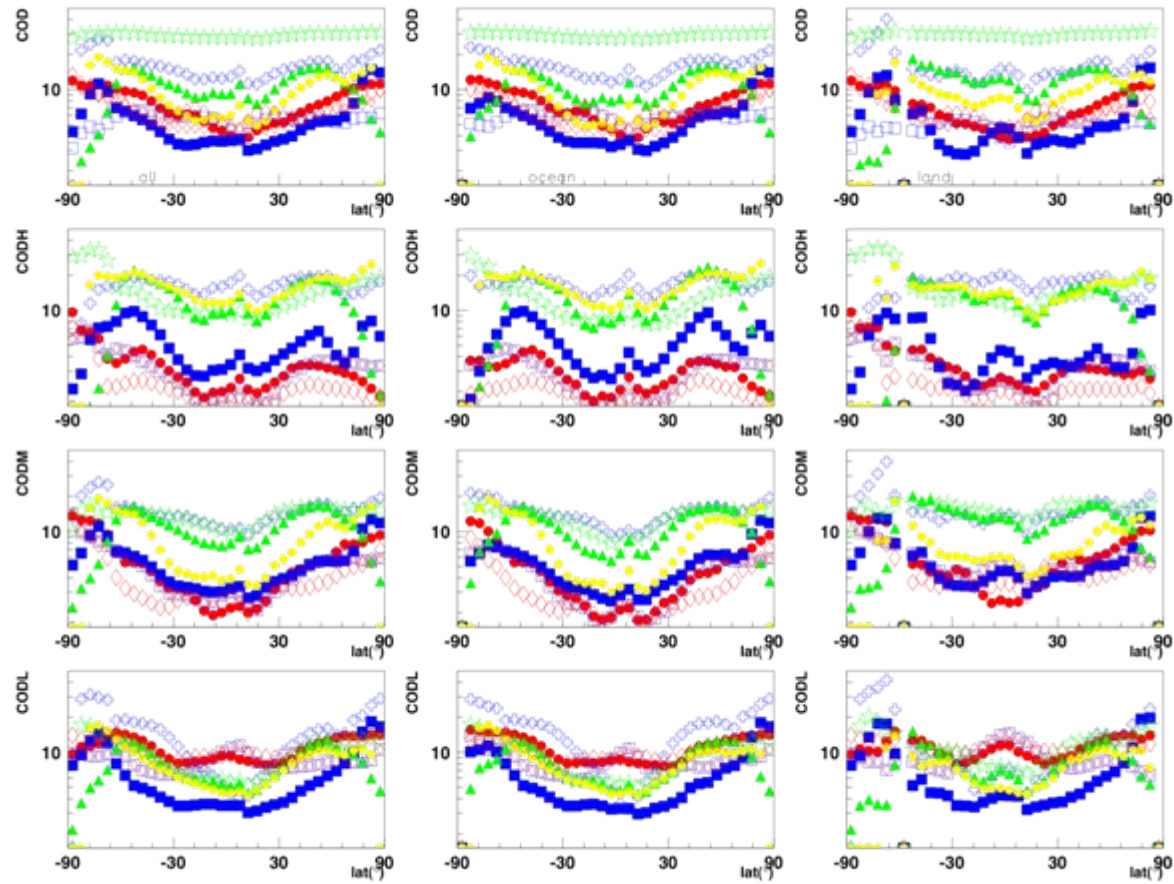 COD COD COD
10 10 10
all ocean land
-90 -30 30 90 -90 -30 30 90 -90 -30 30 90
lat(°) lat(°) lat(°)
CODH CODH CODH
10 10 10
-90 -30 30 90 -90 -30 30 90 -90 -30 30 90
lat(°) lat(°) lat(°)
CODM CODM CODM
10 10 10
-90 -30 30 90 -90 -30 30 90 -90 -30 30 90
lat(°) lat(°) lat(°)
CODL CODL CODL
10 10 10
-90 -30 30 90 -90 -30 30 90 -90 -30 30 90
lat(°) lat(°) lat(°)